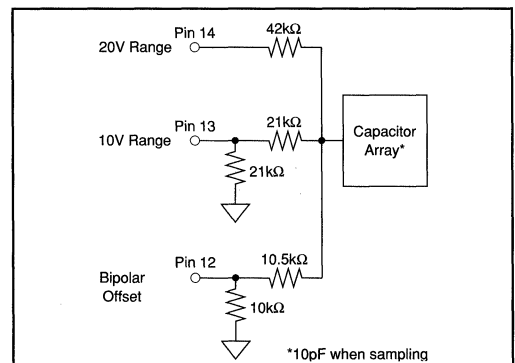 Pin 14
42kΩ
20V Range
Pin 13
21kΩ
10V Range
Capacitor
Array*
21kΩ
Pin 12
10.5kΩ
Bipolar
Offset
10kΩ
*10pF when sampling